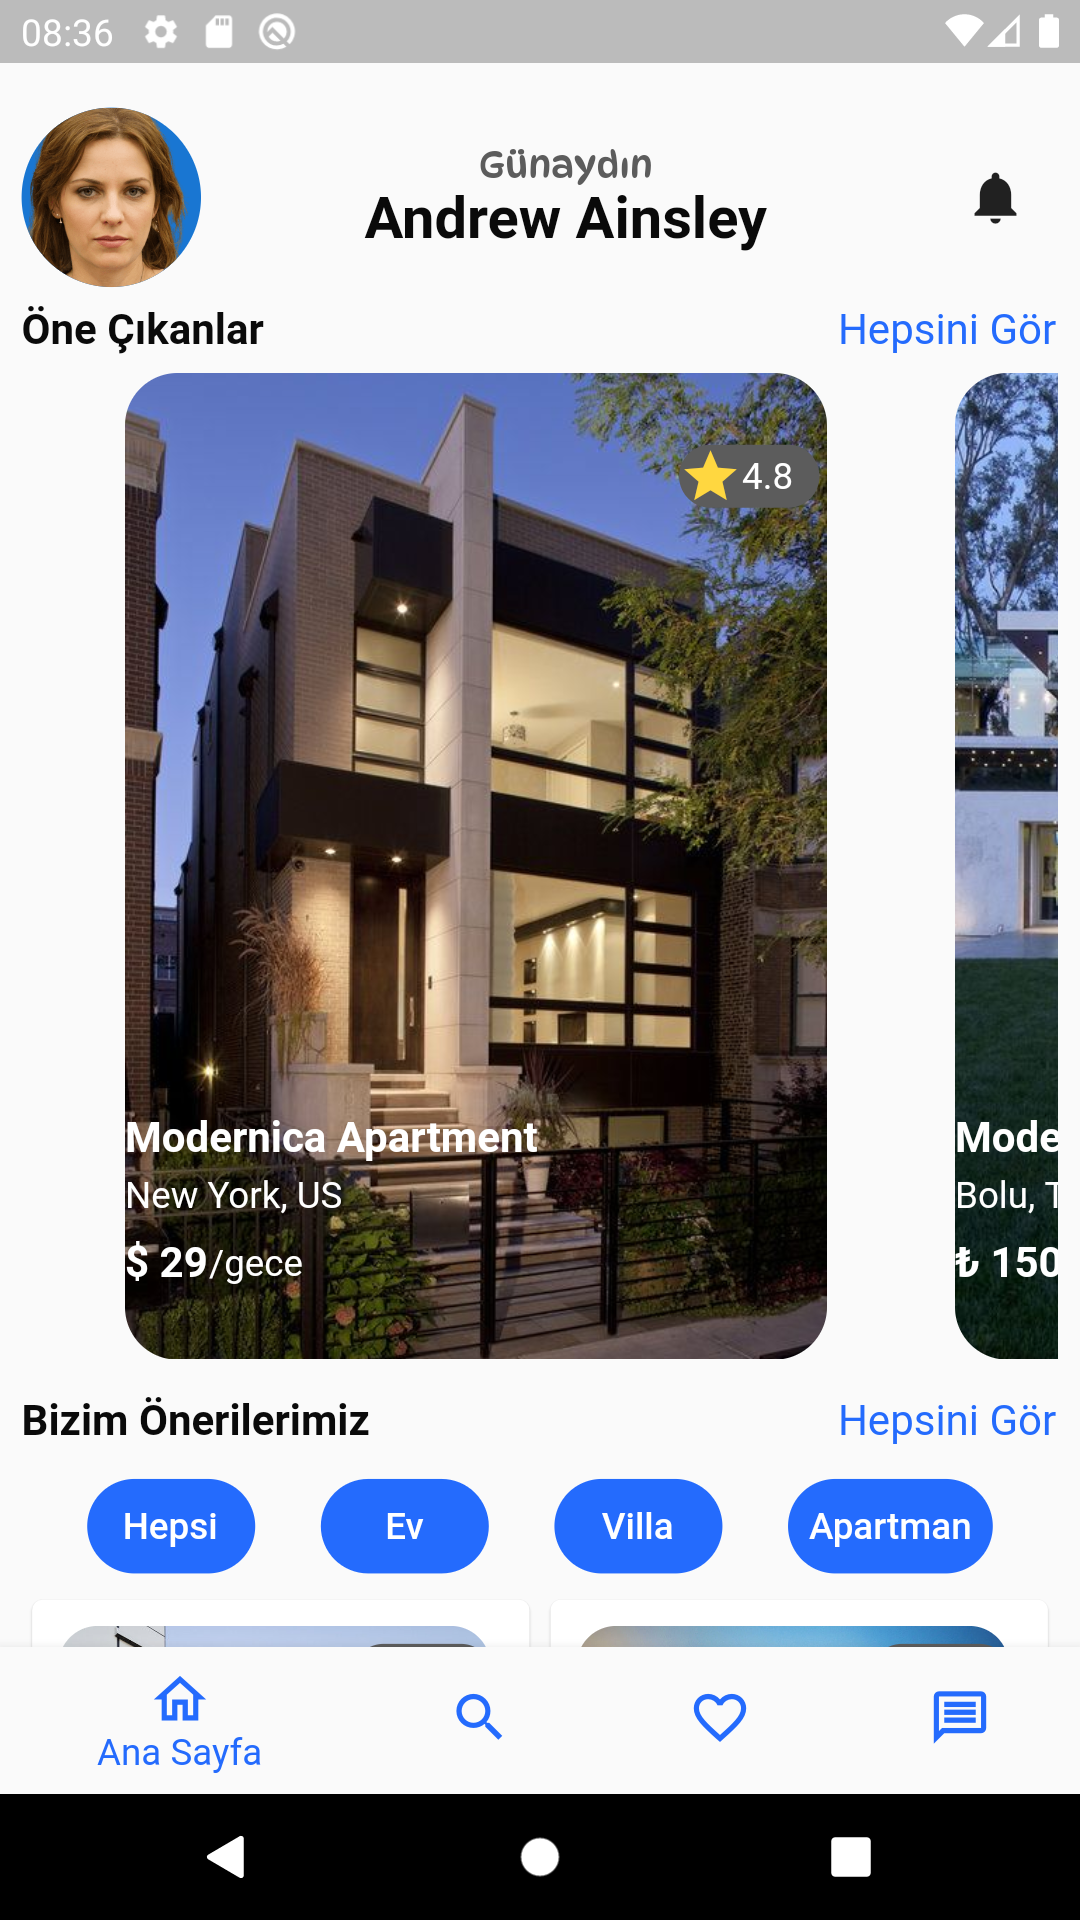 08:36
Günaydın
Andrew Ainsley
Öne Çıkanlar
Hepsini Gör
4.8
Modernica Apartment
New York, US
$ 29/gece
Mode
Bolu, T
₺ 150
Bizim Önerilerimiz
Hepsini Gör
Hepsi
Ev
Villa
Apartman
Ana Sayfa